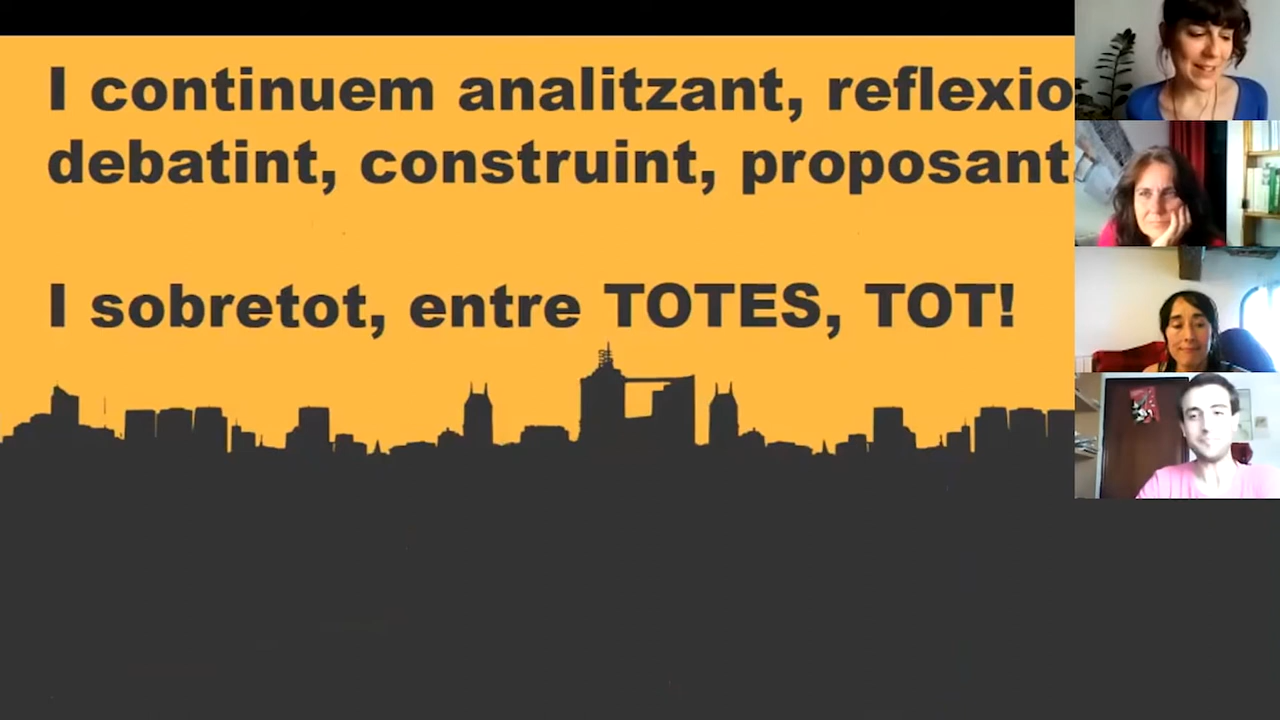 I continuem analitzant, reflexio
debatint, construint, proposant
I sobretot, entre TOTES, TOT!